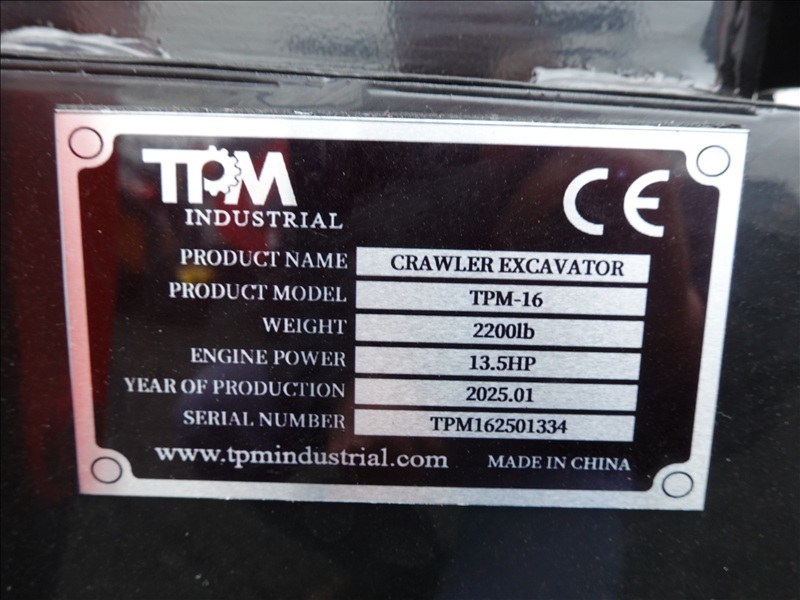 TPM
INDUSTRIAL
CE
PRODUCT NAME CRAWLER EXCAVATOR
PRODUCT MODEL TPM-16
WEIGHT 2200lb
ENGINE POWER 13.5HP
YEAR OF PRODUCTION 2025.01
SERIAL NUMBER TPM162501334
www.tpmindustrial.com MADE IN CHINA